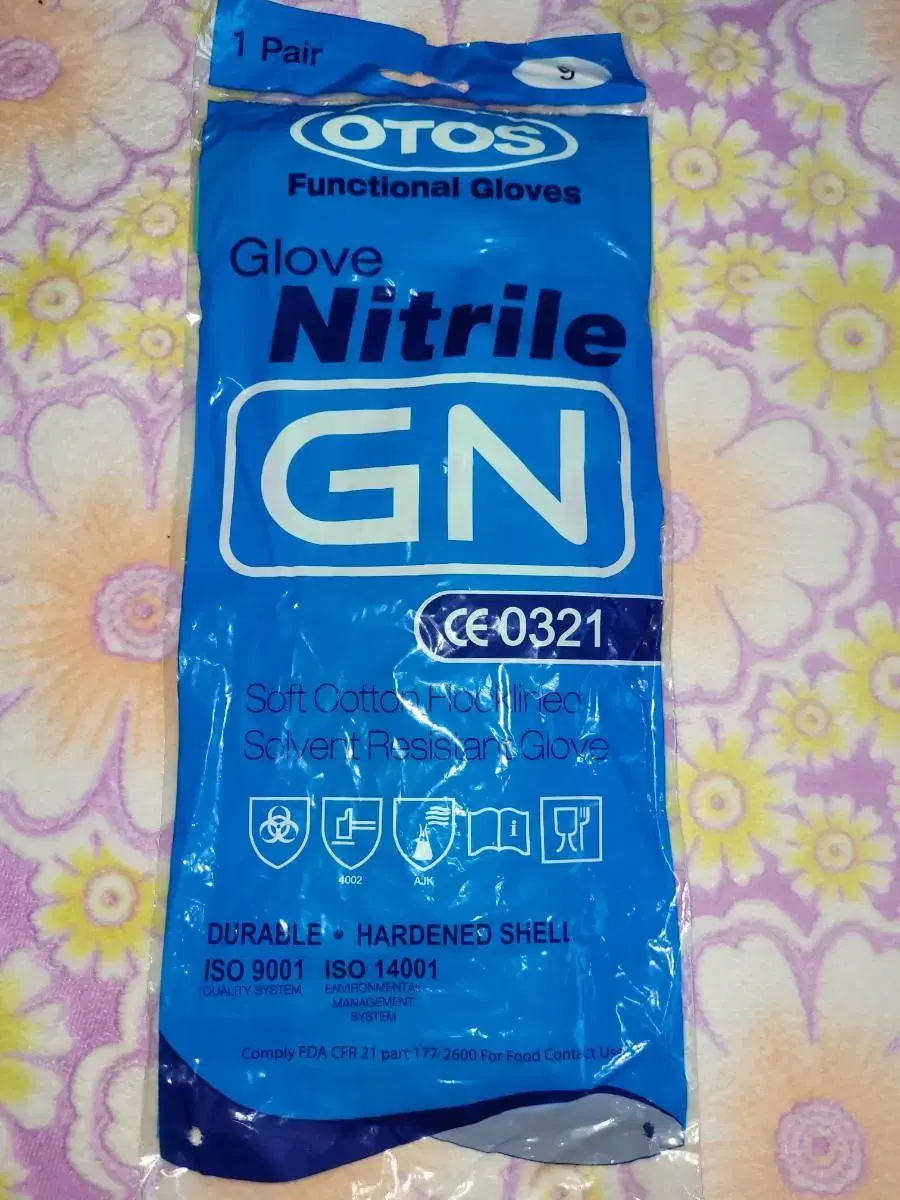 1 Pair
9
OTOS
Functional Gloves
Glove
Nitrile
GN
CE 0321
Soft Cotton Flocklined
Solvent Resistant Glove
i
4002
AJK
DURABLE • HARDENED SHELL
ISO 9001 ISO 14001
QUALITY SYSTEM ENVIRONMENTAL
MANAGEMENT
SYSTEM
Comply FDA CFR 21 part 177-2600 For Food Contact Use